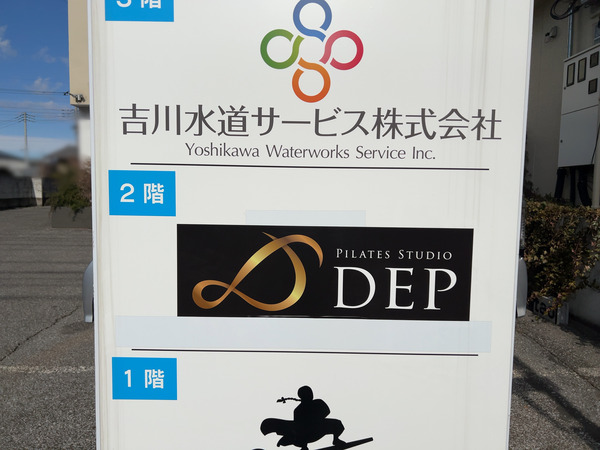 3階
吉川水道サービス株式会社
Yoshikawa Waterworks Service Inc.
2階
PILATES STUDIO
DEP
1階